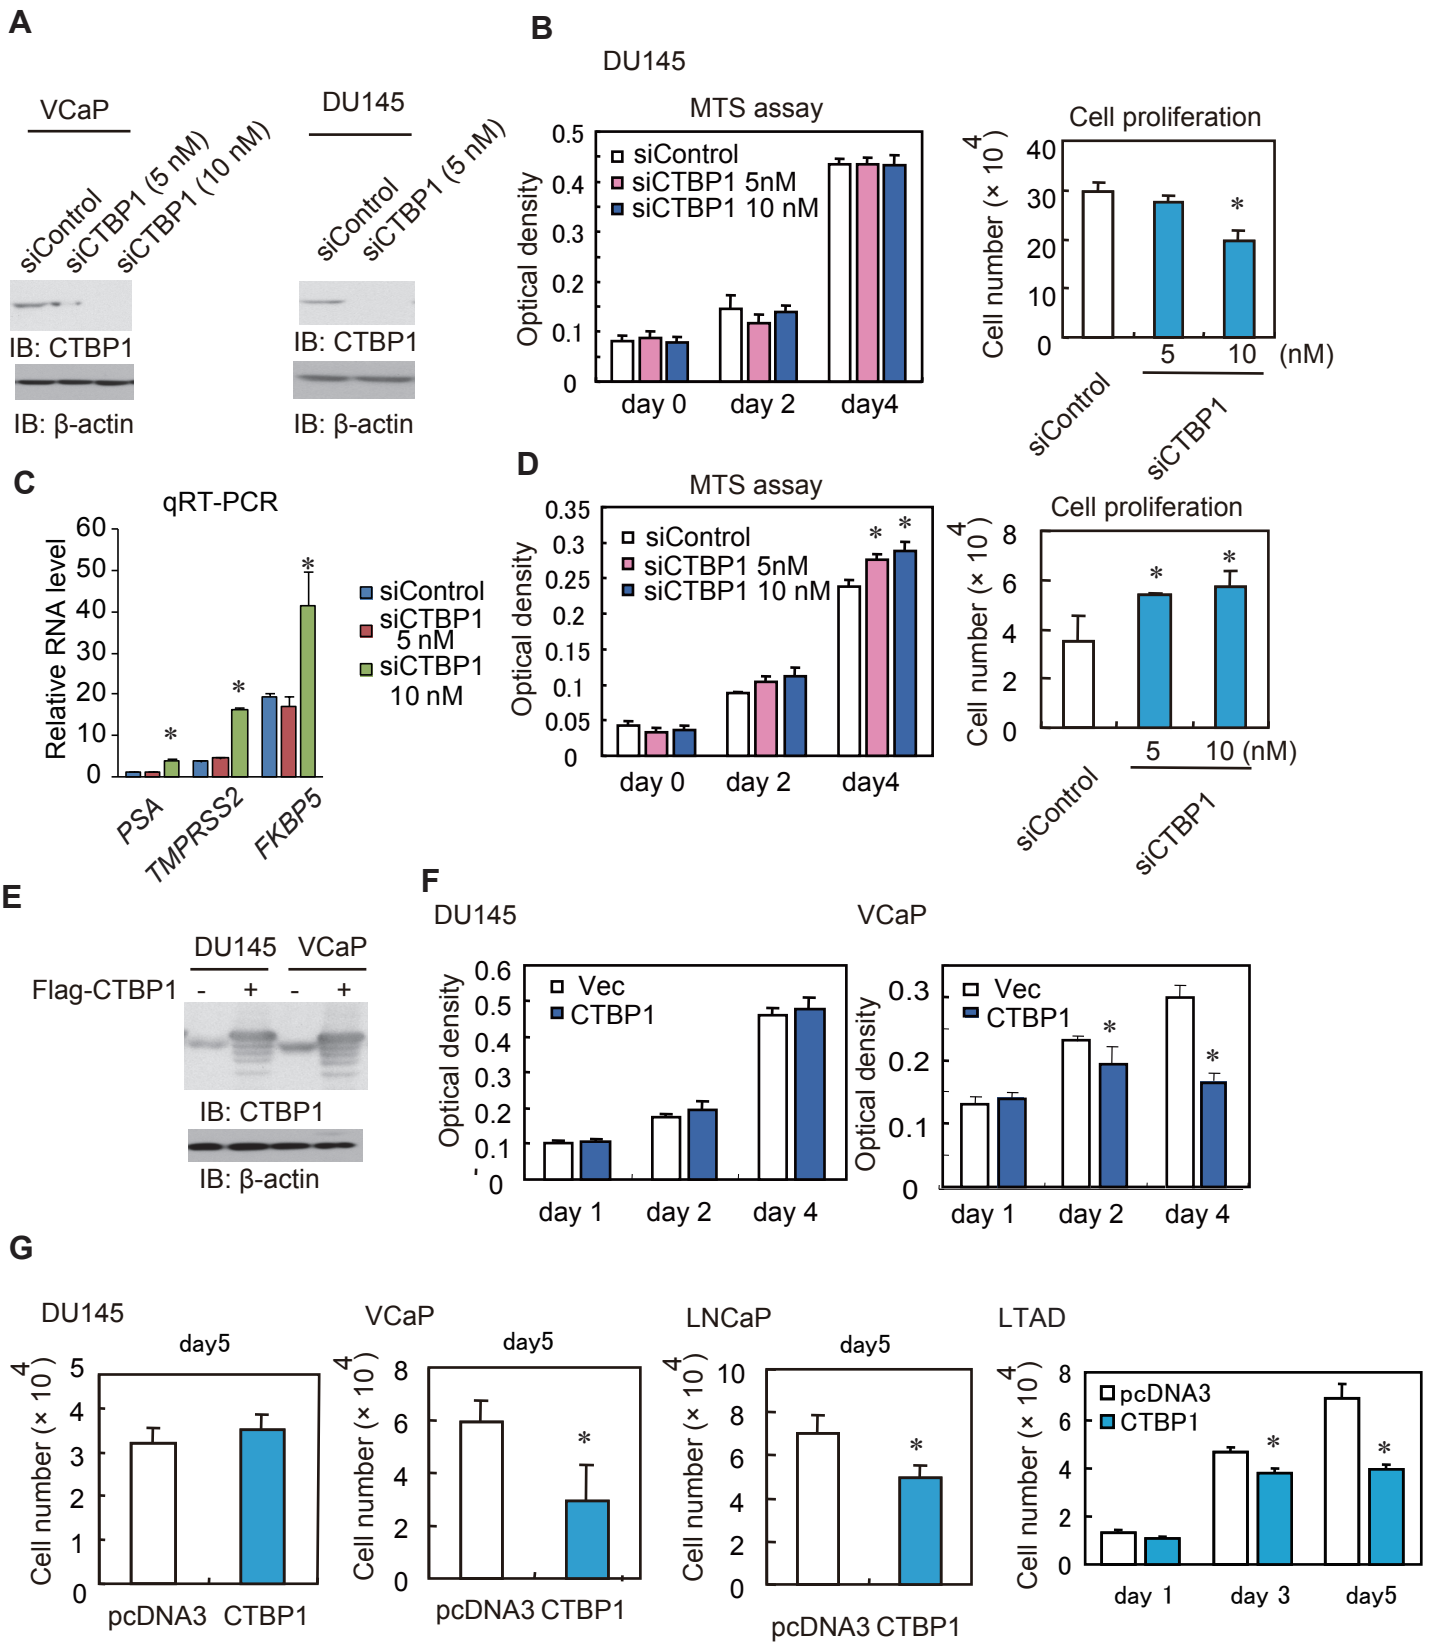 A
VCaP
siControl
siCTBP1 (5 nM)
siCTBP1 (10 nM)
IB: CTBP1
IB: β-actin
DU145
siControl
siCTBP1 (5 nM)
IB: CTBP1
IB: β-actin
B
DU145
MTS assay
Optical density
0.5
0.4
0.3
0.2
0.1
0
siControl
siCTBP1 5nM
siCTBP1 10 nM
day 0
day 2
day4
Cell proliferation
Cell number (× 10⁴)
40
30
20
10
0
*
5
10
(nM)
siControl
siCTBP1
C
qRT-PCR
Relative RNA level
60
50
40
30
20
10
0
*
*
*
PSA
TMPRSS2
FKBP5
siControl
siCTBP1
5 nM
siCTBP1
10 nM
D
MTS assay
Optical density
0.35
0.3
0.25
0.2
0.15
0.1
0.05
0
siControl
siCTBP1 5nM
siCTBP1 10 nM
* *
day 0
day 2
day4
Cell proliferation
Cell number (× 10⁴)
8
6
4
2
0
*
*
5
10 (nM)
siControl
siCTBP1
E
DU145
VCaP
Flag-CTBP1 - + - +
IB: CTBP1
IB: β-actin
F
DU145
Optical density
0.6
0.5
0.4
0.3
0.2
0.1
0
Vec
CTBP1
day 1
day 2
day 4
VCaP
Optical density
0.3
0.2
0.1
0
Vec
CTBP1
*
*
day 1
day 2
day 4
G
DU145
day5
Cell number (× 10⁴)
5
4
3
2
1
0
pcDNA3
CTBP1
VCaP
day5
Cell number (× 10⁴)
8
6
4
2
0
*
pcDNA3 CTBP1
LNCaP
day5
Cell number (× 10⁴)
10
8
6
4
2
0
*
pcDNA3 CTBP1
LTAD
Cell number (× 10⁴)
8
6
4
2
0
pcDNA3
CTBP1
*
*
day 1
day 3
day5